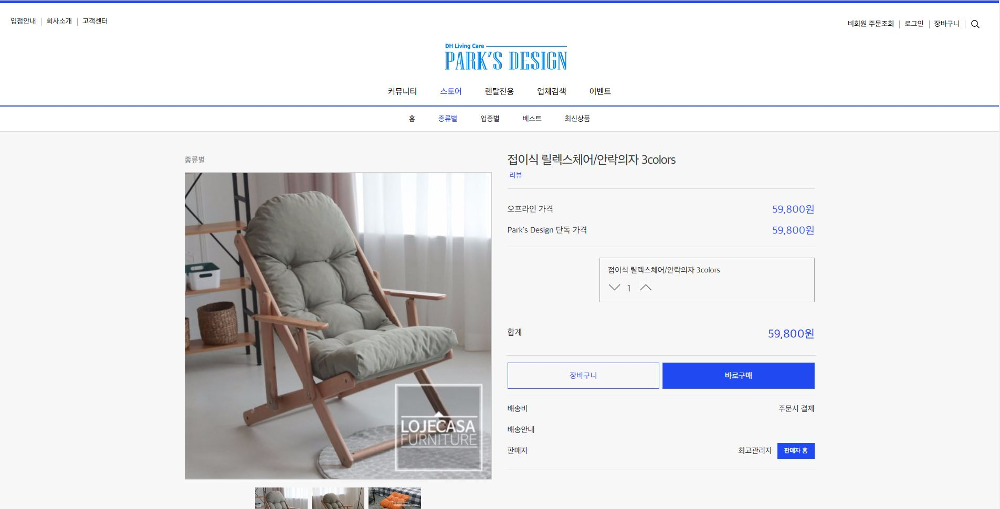 입점안내 회사소개 고객센터
비회원 주문조회 로그인 장바구니
DH Living Care
PARK'S DESIGN
커뮤니티 스토어 렌탈전용 업체검색 이벤트
홈 종류별 업종별 베스트 최신상품
종류별
LOJECASA
FURNITURE
접이식 릴렉스체어/안락의자 3colors
리뷰
오프라인 가격 59,800원
Park's Design 단독 가격 59,800원
접이식 릴렉스체어/안락의자 3colors
1
합계 59,800원
장바구니 바로구매
배송비 주문시 결제
배송안내
판매자 최고관리자 판매자 홈